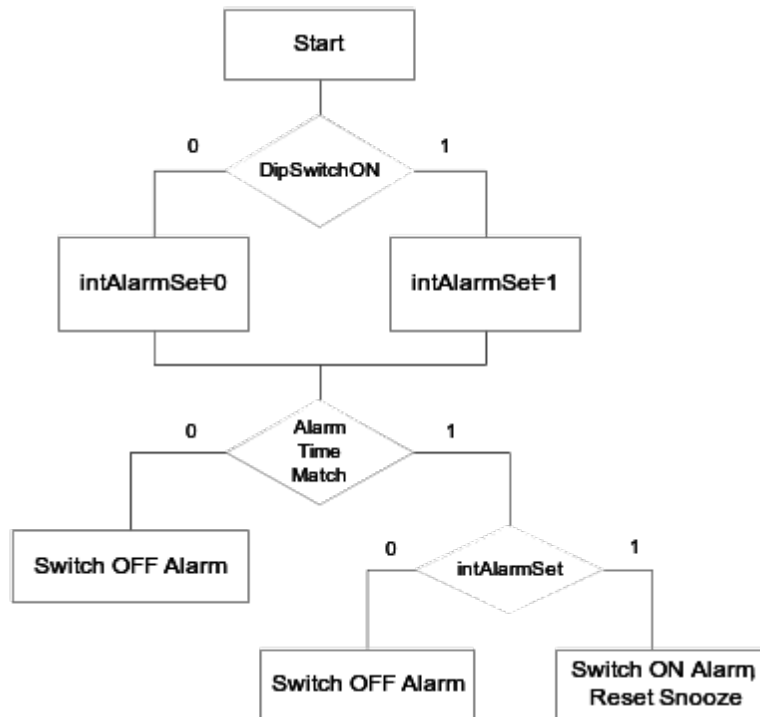 Start
0
1
DipSwitchON
intAlarmSet=0
intAlarmSet=1
0
1
Alarm
Time
Match
Switch OFF Alarm
0
1
intAlarmSet
Switch OFF Alarm
Switch ON Alarm,
Reset Snooze